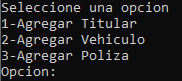 Seleccione una opcion
1-Agregar Titular
2-Agregar Vehiculo
3-Agregar Poliza
Opcion: